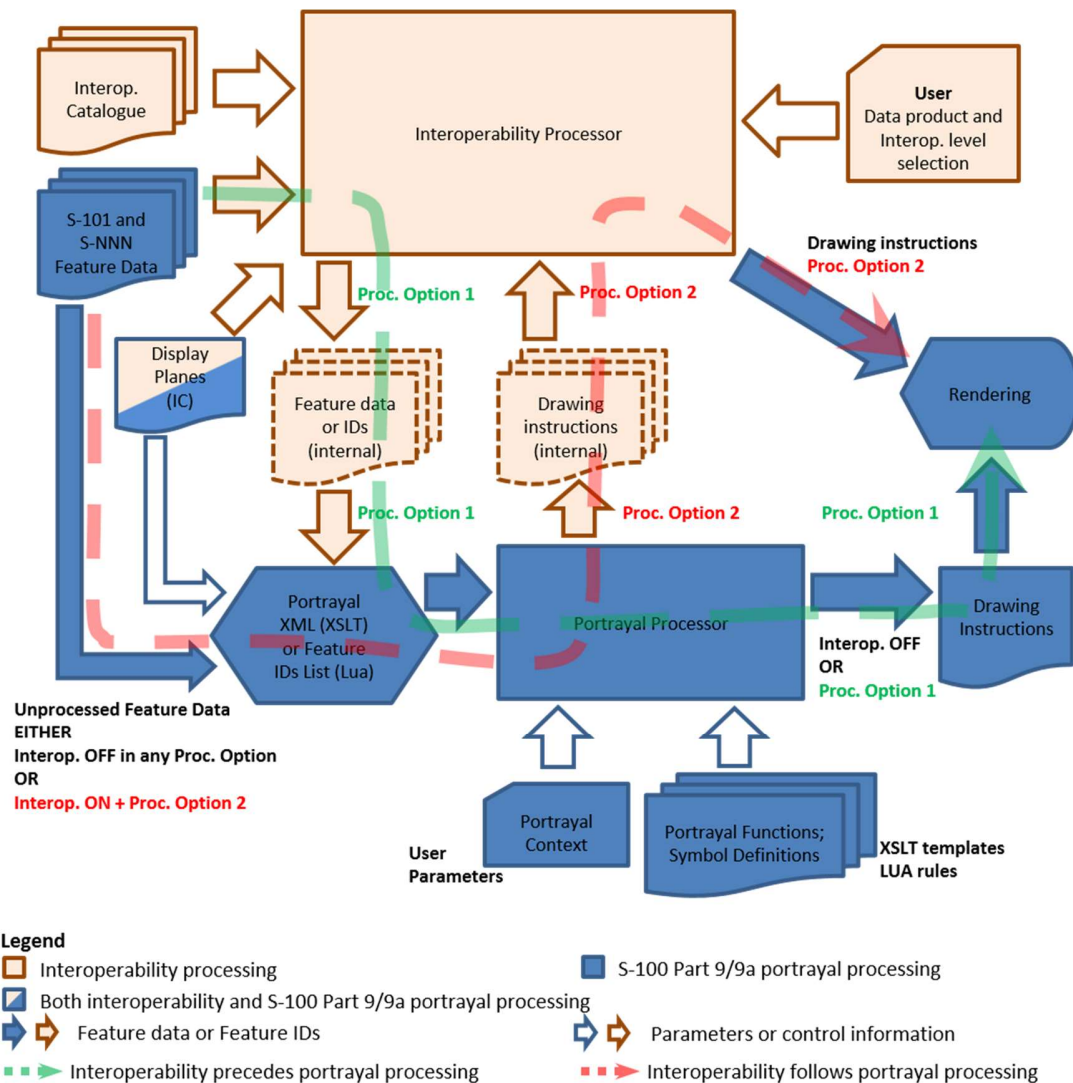 Interop.
Catalogue
Interoperability Processor
User
Data product and
Interop. level
selection
S-101 and
S-NNN
Feature Data
Drawing instructions
Proc. Option 2
Proc. Option 1
Proc. Option 2
Display
Planes
(IC)
Feature data
or IDs
(internal)
Drawing
instructions
(internal)
Rendering
Proc. Option 1
Proc. Option 2
Proc. Option 1
Portrayal
XML (XSLT)
or Feature
IDs List (Lua)
Portrayal Processor
Drawing
Instructions
Interop. OFF
OR
Proc. Option 1
Unprocessed Feature Data
EITHER
Interop. OFF in any Proc. Option
OR
Interop. ON + Proc. Option 2
User
Parameters
Portrayal
Context
Portrayal Functions;
Symbol Definitions
XSLT templates
LUA rules
Legend
Interoperability processing
S-100 Part 9/9a portrayal processing
Both interoperability and S-100 Part 9/9a portrayal processing
Feature data or Feature IDs
Parameters or control information
Interoperability precedes portrayal processing
Interoperability follows portrayal processing